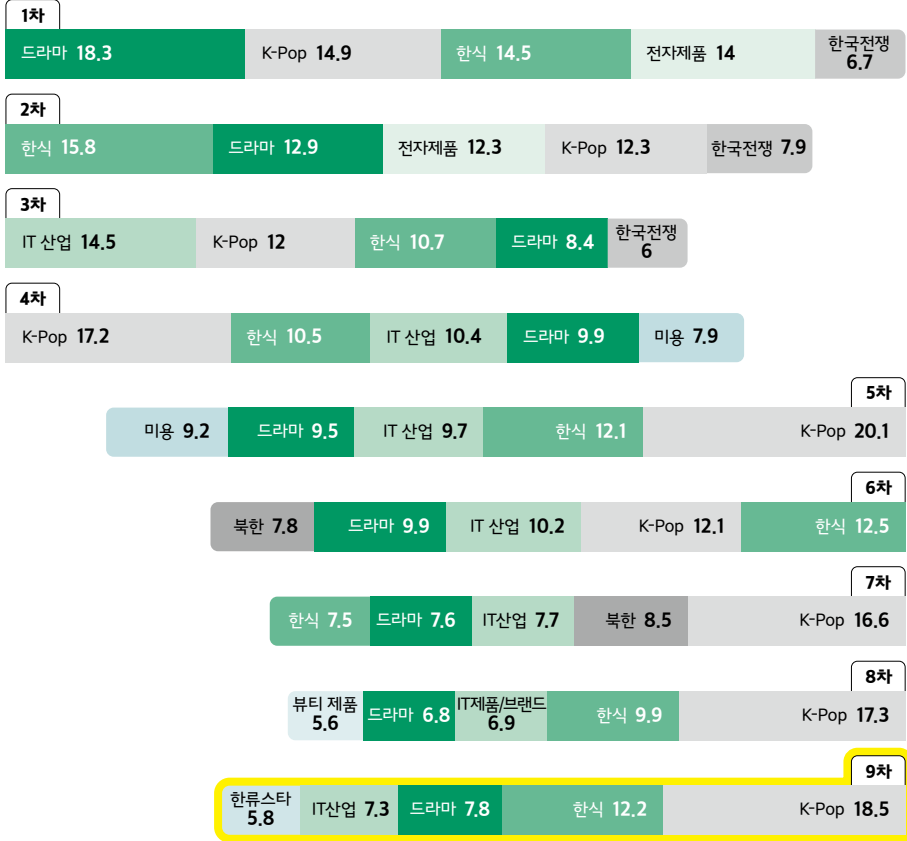 1차
드라마 18.3
K-Pop 14.9
한식 14.5
전자제품 14
한국전쟁
6.7
2차
한식 15.8
드라마 12.9
전자제품 12.3
K-Pop 12.3
한국전쟁 7.9
3차
IT 산업 14.5
K-Pop 12
한식 10.7
드라마 8.4
한국전쟁
6
4차
K-Pop 17.2
한식 10.5
IT 산업 10.4
드라마 9.9
미용 7.9
5차
미용 9.2
드라마 9.5
IT 산업 9.7
한식 12.1
K-Pop 20.1
6차
북한 7.8
드라마 9.9
IT 산업 10.2
K-Pop 12.1
한식 12.5
7차
한식 7.5
드라마 7.6
IT산업 7.7
북한 8.5
K-Pop 16.6
8차
뷰티 제품
5.6
드라마 6.8
IT제품/브랜드
6.9
한식 9.9
K-Pop 17.3
9차
한류스타
5.8
IT산업 7.3
드라마 7.8
한식 12.2
K-Pop 18.5